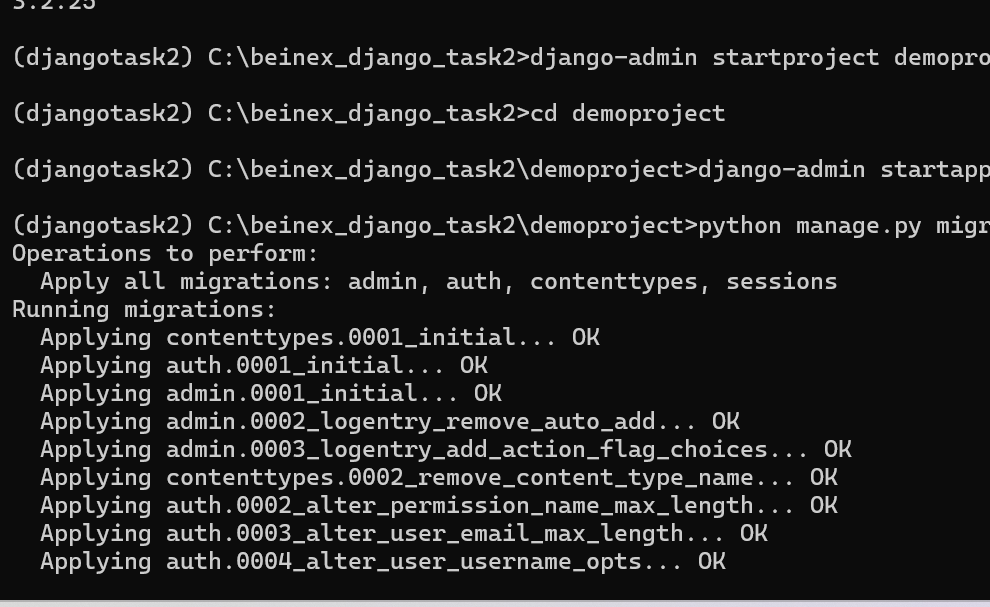 3.2.25
(djangotask2) C:\beinex_django_task2>django-admin startproject demopro
(djangotask2) C:\beinex_django_task2>cd demoproject
(djangotask2) C:\beinex_django_task2\demoproject>django-admin startapp
(djangotask2) C:\beinex_django_task2\demoproject>python manage.py migr
Operations to perform:
  Apply all migrations: admin, auth, contenttypes, sessions
Running migrations:
  Applying contenttypes.0001_initial... OK
  Applying auth.0001_initial... OK
  Applying admin.0001_initial... OK
  Applying admin.0002_logentry_remove_auto_add... OK
  Applying admin.0003_logentry_add_action_flag_choices... OK
  Applying contenttypes.0002_remove_content_type_name... OK
  Applying auth.0002_alter_permission_name_max_length... OK
  Applying auth.0003_alter_user_email_max_length... OK
  Applying auth.0004_alter_user_username_opts... OK